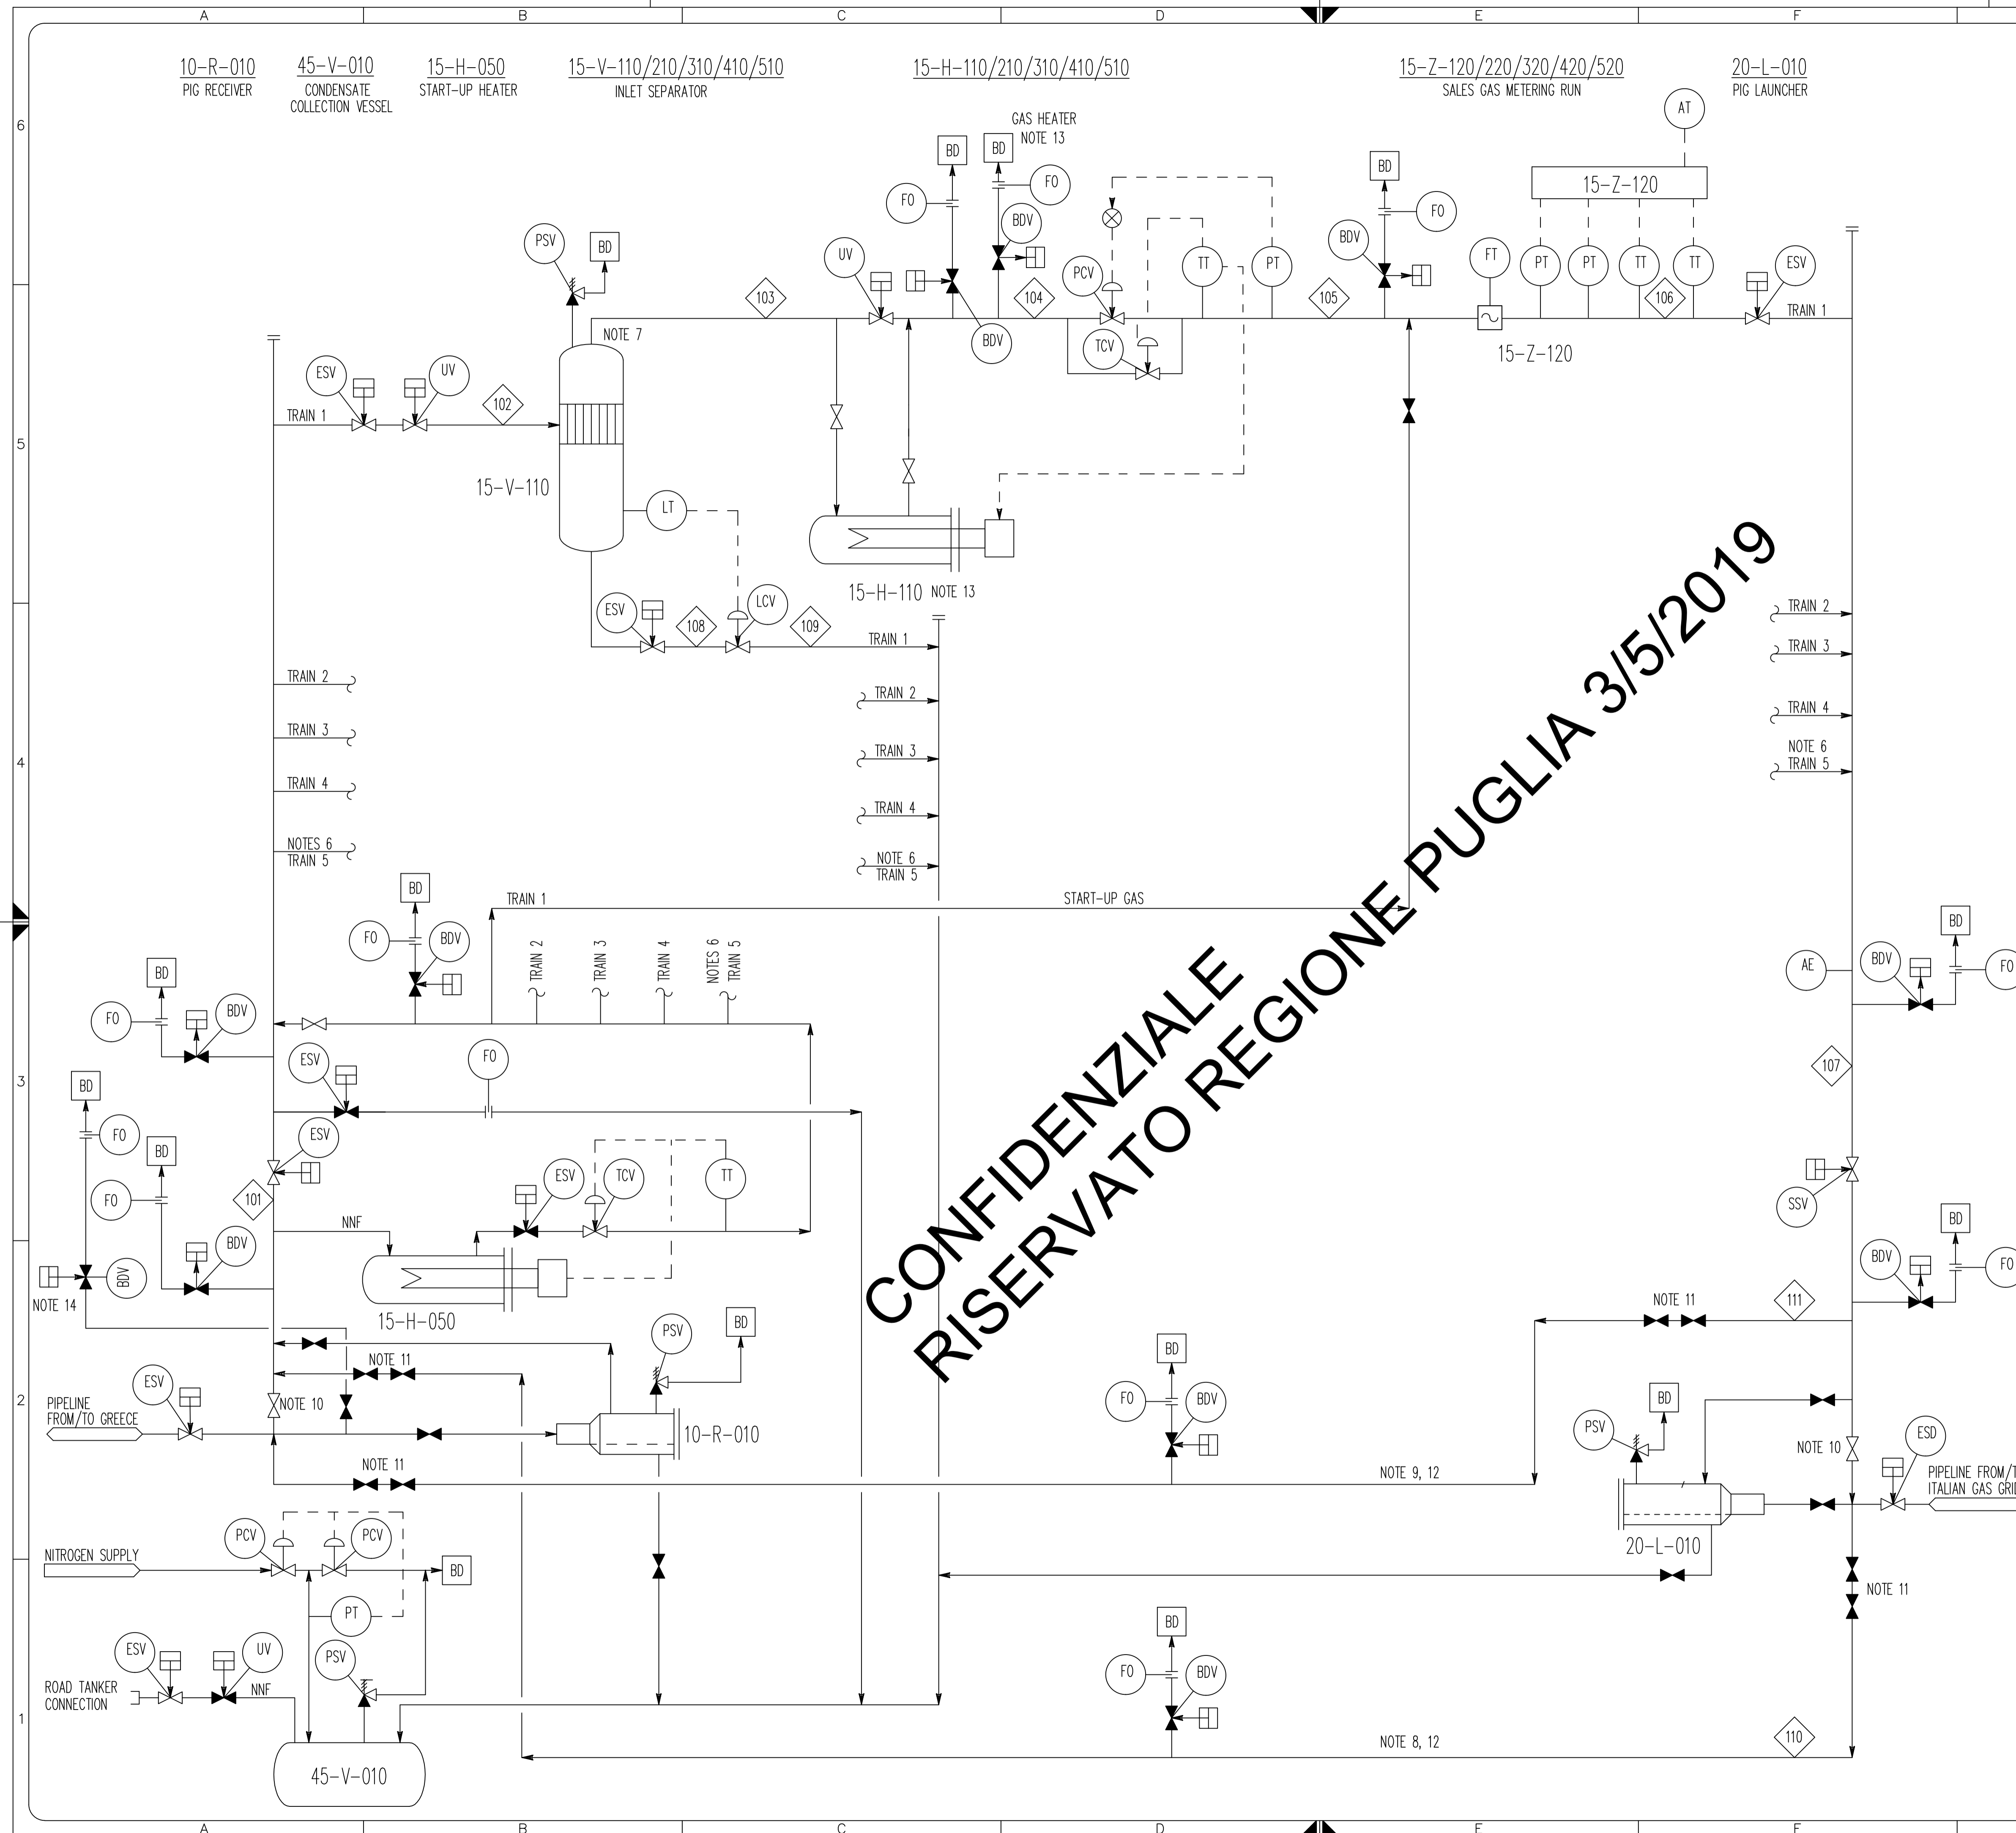 A B C D E F
10-R-010
PIG RECEIVER
45-V-010
CONDENSATE
COLLECTION VESSEL
15-H-050
START-UP HEATER
15-V-110/210/310/410/510
INLET SEPARATOR
15-H-110/210/310/410/510
GAS HEATER
NOTE 13
15-Z-120/220/320/420/520
SALES GAS METERING RUN
20-L-010
PIG LAUNCHER
6
AT
BD
BD
BD
FO
FO
FO
15-Z-120
PSV
BD
UV
BDV
PCV
TT
PT
BDV
FT
PT
PT
TT
TT
ESV
103
104
105
106
TRAIN 1
NOTE 7
BDV
TCV
15-Z-120
ESV
UV
102
TRAIN 1
5
15-V-110
LT
15-H-110 NOTE 13
ESV
LCV
108
109
TRAIN 1
TRAIN 2
TRAIN 3
TRAIN 4
NOTE 6
TRAIN 5
TRAIN 2
TRAIN 3
TRAIN 4
NOTES 6
TRAIN 5
TRAIN 2
TRAIN 3
TRAIN 4
NOTE 6
TRAIN 5
4
BD
TRAIN 1
START-UP GAS
FO
BDV
TRAIN 2
TRAIN 3
TRAIN 4
NOTES 6
TRAIN 5
BD
FO
BDV
AE
BDV
BD
FO
ESV
FO
107
3
BD
FO
ESV
BD
FO
101
ESV
TCV
TT
SSV
NNF
BDV
BDV
NOTE 14
15-H-050
BDV
BD
FO
NOTE 11
111
PSV
BD
NOTE 11
BD
FO
BDV
2
ESV
PIPELINE
FROM/TO GREECE
NOTE 10
10-R-010
PSV
BD
NOTE 10
ESD
NOTE 11
NOTE 9, 12
PIPELINE FROM/T
ITALIAN GAS GRI
20-L-010
PCV
PCV
NITROGEN SUPPLY
BD
NOTE 11
PT
ESV
UV
PSV
BD
FO
BDV
ROAD TANKER
CONNECTION
NNF
1
NOTE 8, 12
110
45-V-010
CONFIDENZIALE
RISERVATO REGIONE PUGLIA 3/5/2019
A B C D E F